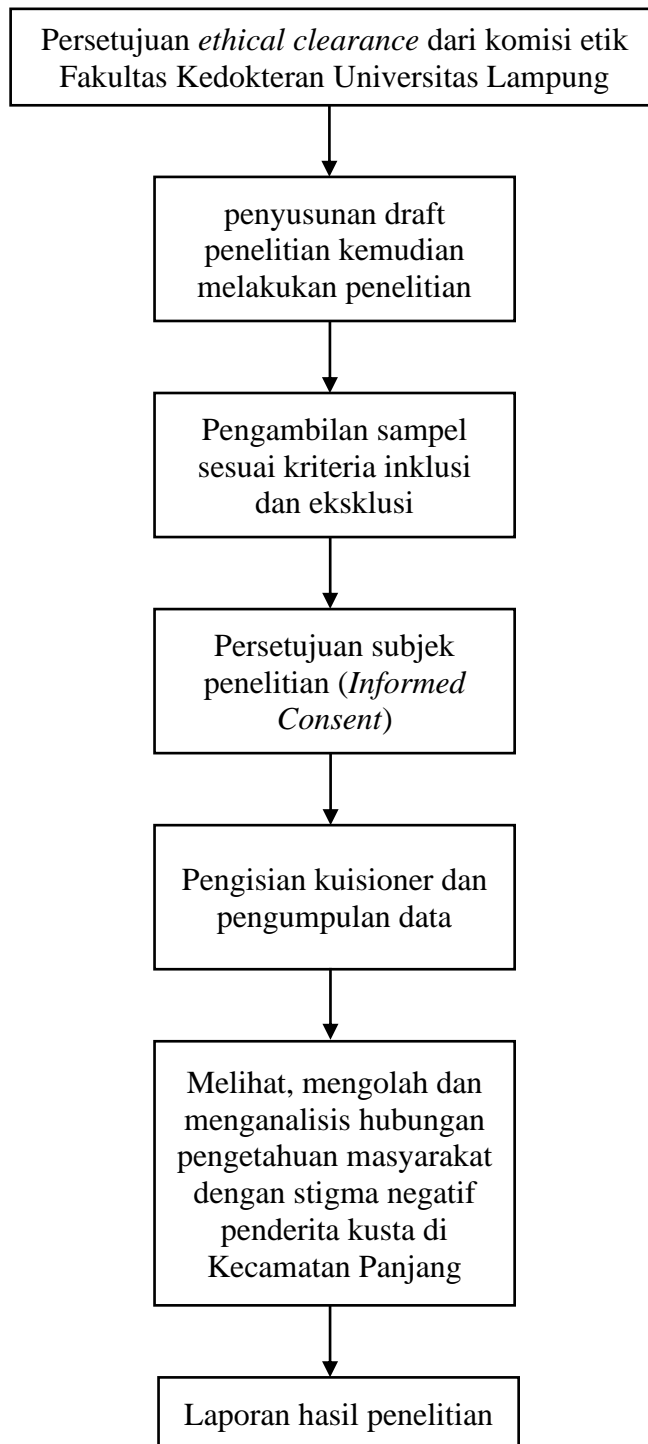 Persetujuan ethical clearance dari komisi etik
Fakultas Kedokteran Universitas Lampung
penyusunan draft
penelitian kemudian
melakukan penelitian
Pengambilan sampel
sesuai kriteria inklusi
dan eksklusi
Persetujuan subjek
penelitian (Informed
Consent)
Pengisian kuisioner dan
pengumpulan data
Melihat, mengolah dan
menganalisis hubungan
pengetahuan masyarakat
dengan stigma negatif
penderita kusta di
Kecamatan Panjang
Laporan hasil penelitian